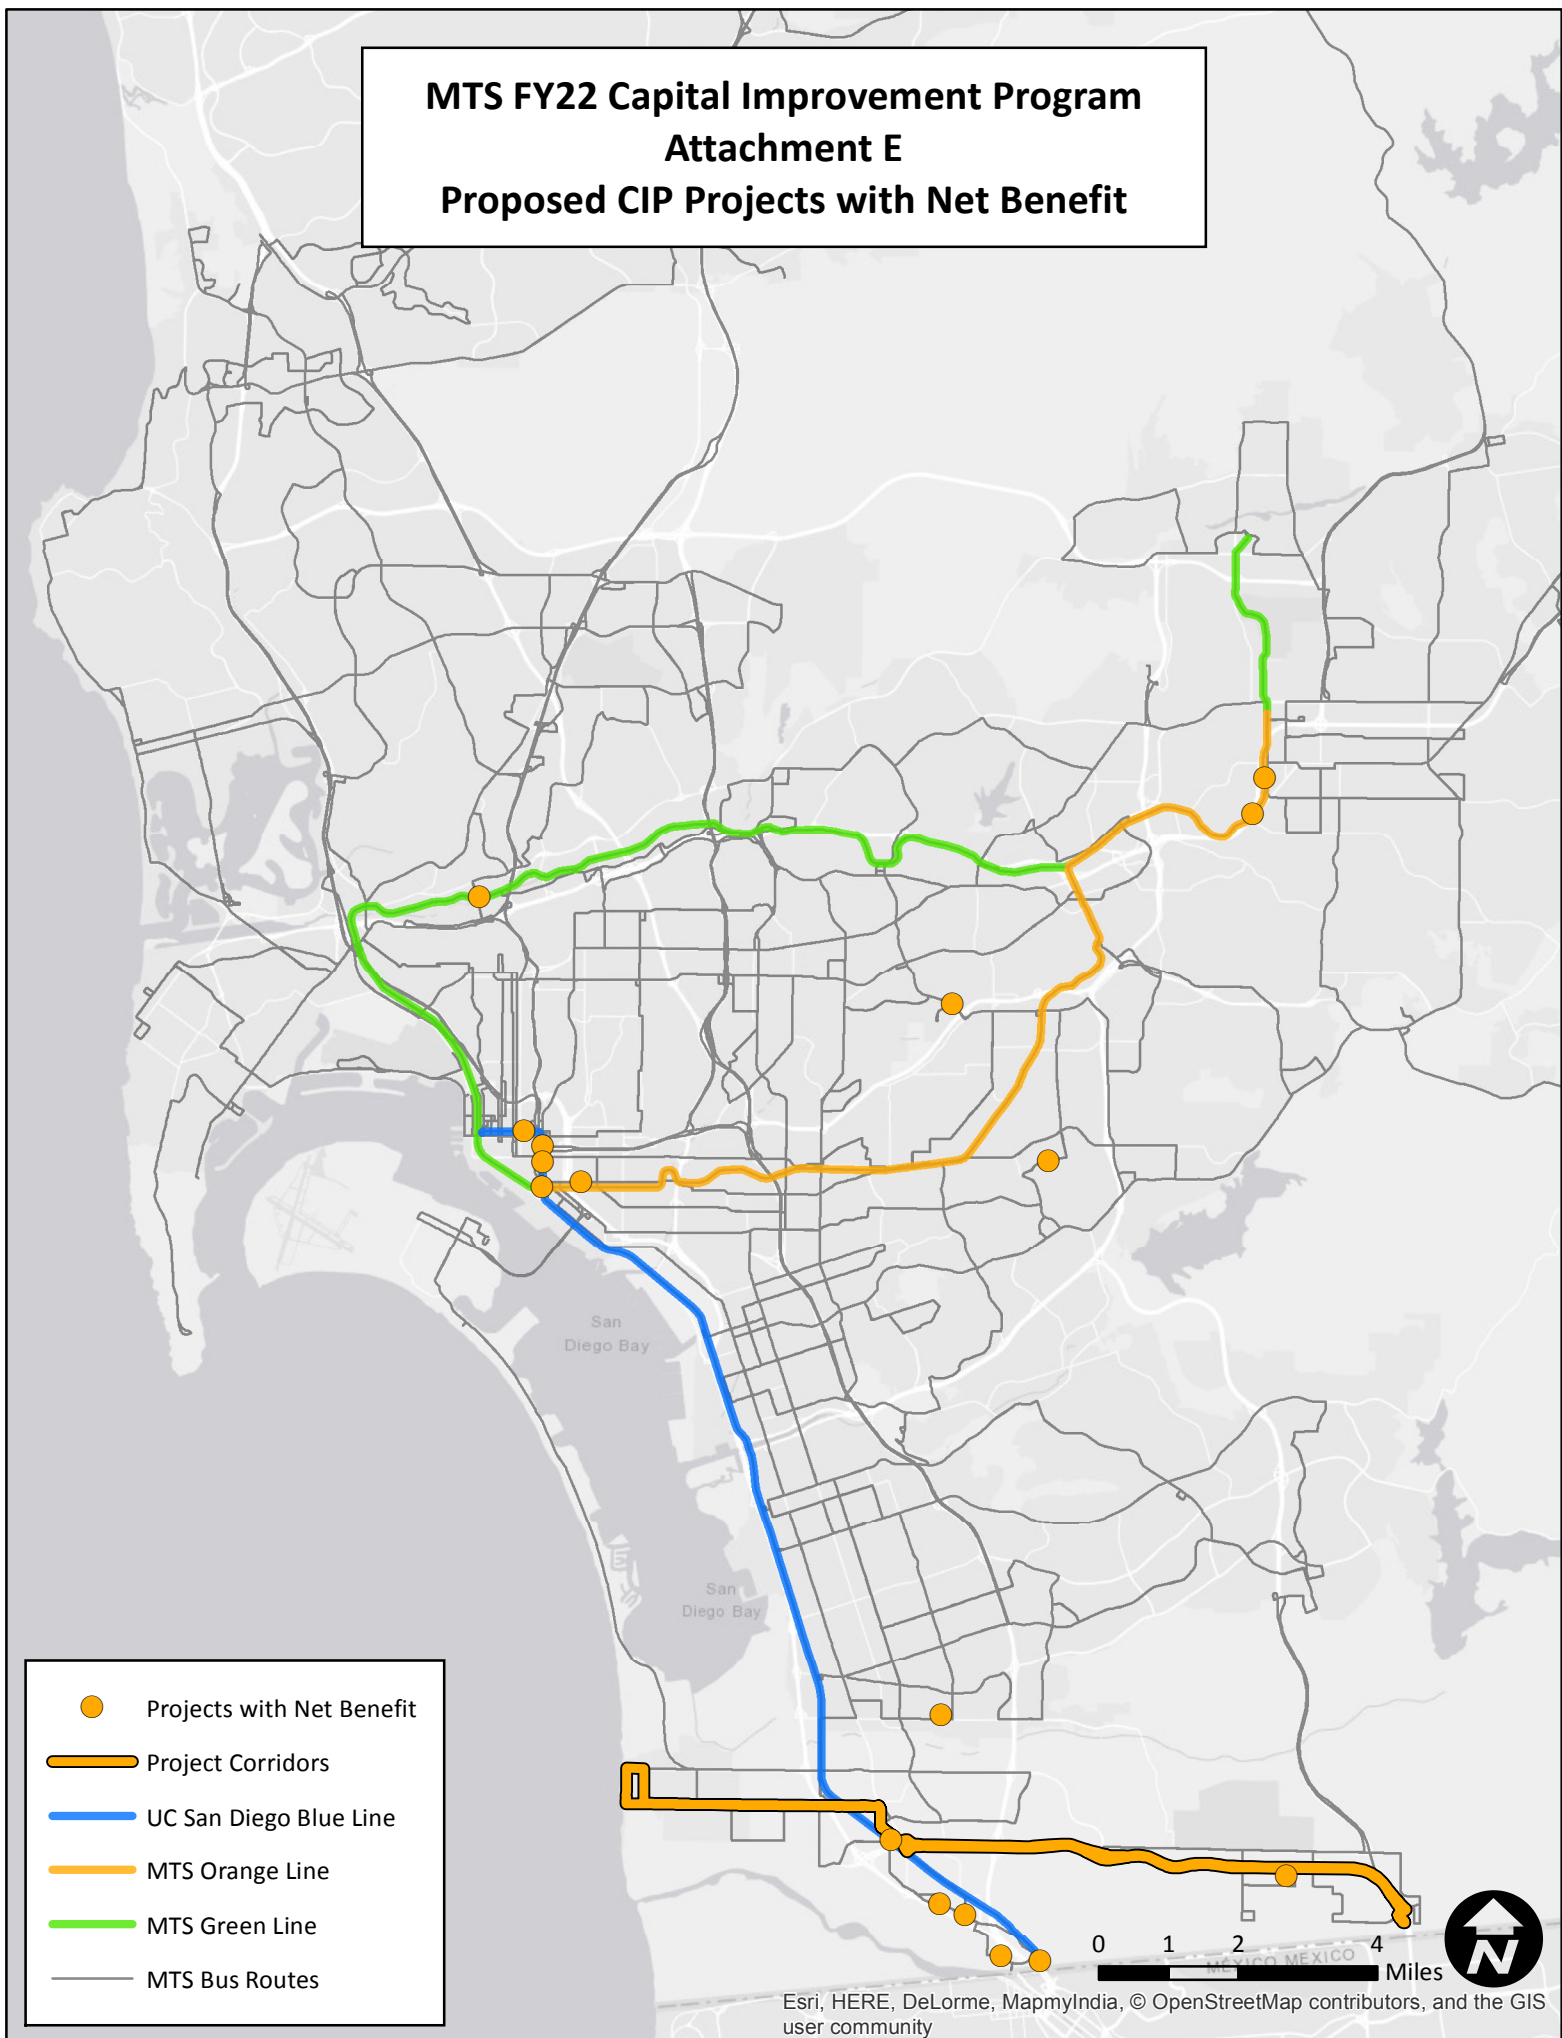 MTS FY22 Capital Improvement Program
Attachment E
Proposed CIP Projects with Net Benefit
San
Diego Bay
San
Diego Bay
Projects with Net Benefit
Project Corridors
UC San Diego Blue Line
MTS Orange Line
MTS Green Line
MTS Bus Routes
0 1 2 4
Miles
MÉXICO MEXICO
N
Esri, HERE, DeLorme, MapmyIndia, © OpenStreetMap contributors, and the GIS
user community